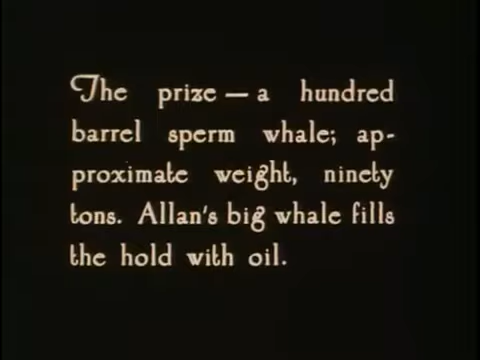 The prize — a hundred
barrel sperm whale; ap-
proximate weight, ninety
tons. Allan's big whale fills
the hold with oil.